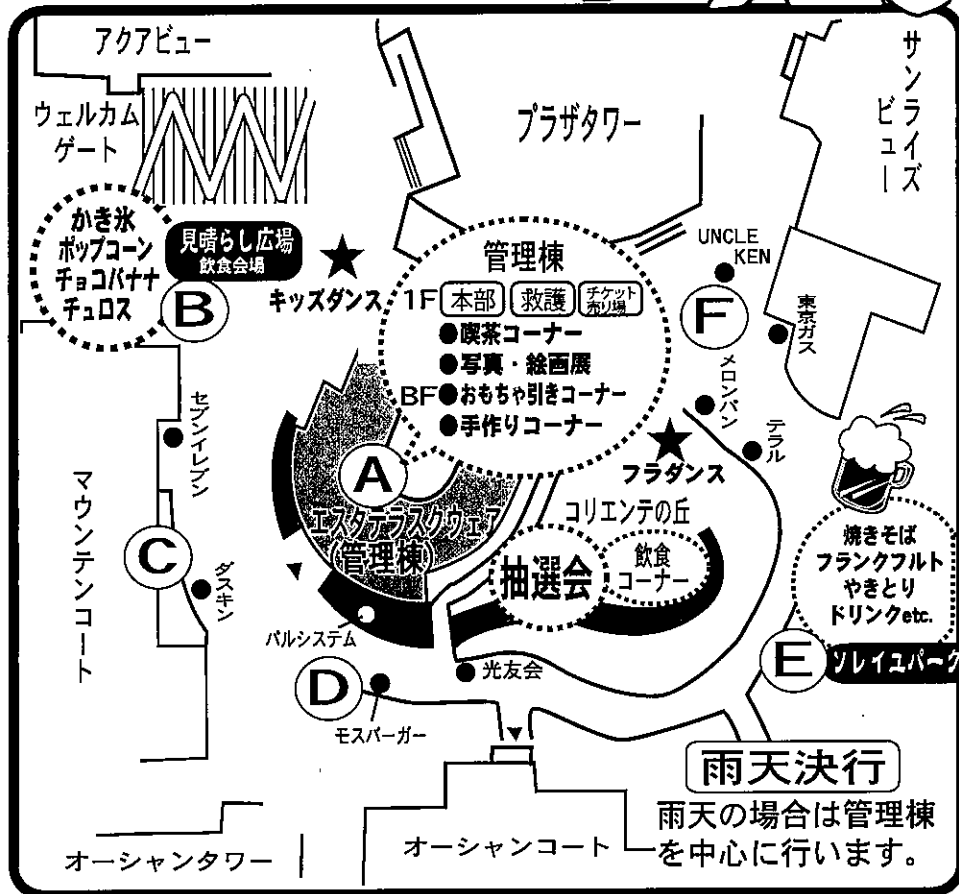 アクアビュー
ウェルカム
ゲート
プラザタワー
サンライズ
ビュー
かき氷
ポップコーン
チョコバナナ
チュロス
見晴らし広場
飲食会場
B
キッズダンス
管理棟
1F 本部 救護 チケット
売り場
●喫茶コーナー
●写真・絵画展
BF●おもちゃ引きコーナー
●手作りコーナー
UNCLE
KEN
F
東京ガス
メロンパン
テラル
フラダンス
セブンイレブン
マウンテンコート
C
ダスキン
A
エスタテラスクウェア
(管理棟)
コリエンテの丘
抽選会
飲食
コーナー
焼きそば
フランクフルト
やきとり
ドリンクetc.
E
ソレイユパーク
パルシステム
光友会
D
モスバーガー
雨天決行
雨天の場合は管理棟
を中心に行います。
オーシャンタワー
オーシャンコート